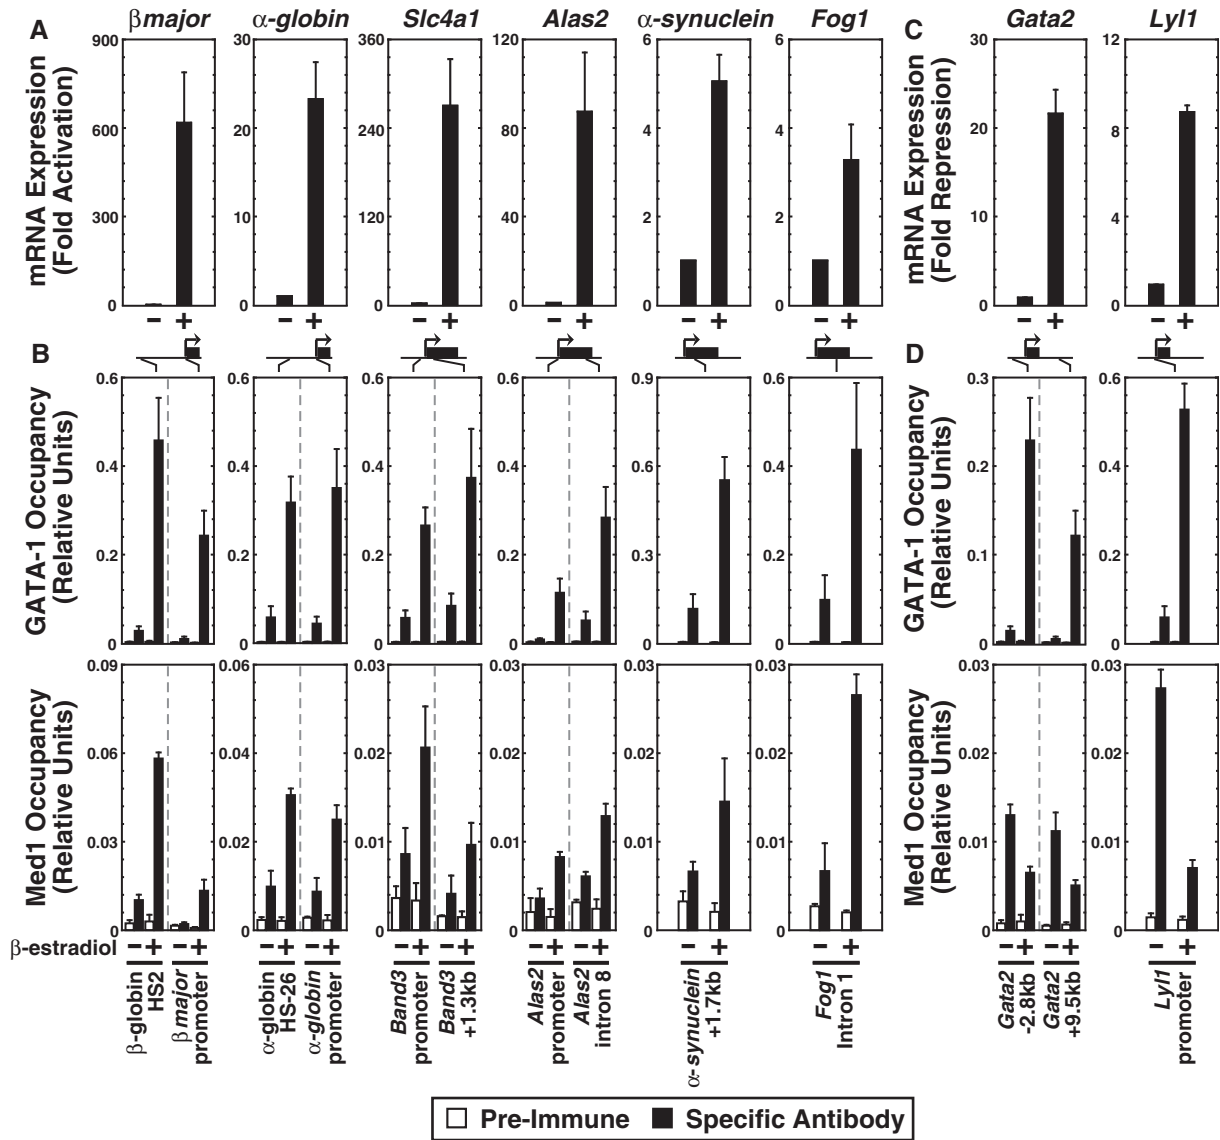 A
βmajor
α-globin
Slc4a1
Alas2
α-synuclein
Fog1
C
Gata2
Lyl1
mRNA Expression
(Fold Activation)
900
600
300
0
30
20
10
0
360
240
120
0
120
80
40
0
6
4
2
0
6
4
2
0
mRNA Expression
(Fold Repression)
30
20
10
0
12
8
4
0
− +
− +
− +
− +
− +
− +
− +
− +
B
D
GATA-1 Occupancy
(Relative Units)
0.6
0.4
0.2
0
0.6
0.4
0.2
0
0.6
0.4
0.2
0
0.6
0.4
0.2
0
0.9
0.6
0.3
0
0.6
0.4
0.2
0
GATA-1 Occupancy
(Relative Units)
0.3
0.2
0.1
0
0.6
0.4
0.2
0
Med1 Occupancy
(Relative Units)
0.09
0.06
0.03
0
0.06
0.04
0.02
0
0.03
0.02
0.01
0
0.03
0.02
0.01
0
0.03
0.02
0.01
0
0.03
0.02
0.01
0
Med1 Occupancy
(Relative Units)
0.03
0.02
0.01
0
0.03
0.02
0.01
0
β-estradiol
− + − +
− + − +
− + − +
− + − +
− +
− +
− + − +
− +
β-globin
HS2
βmajor
promoter
α-globin
HS-26
α-globin
promoter
Band3
promoter
Band3
+1.3kb
Alas2
promoter
Alas2
intron 8
α-synuclein
+1.7kb
Fog1
Intron 1
Gata2
-2.8kb
Gata2
+9.5kb
Lyl1
promoter
Pre-Immune
Specific Antibody